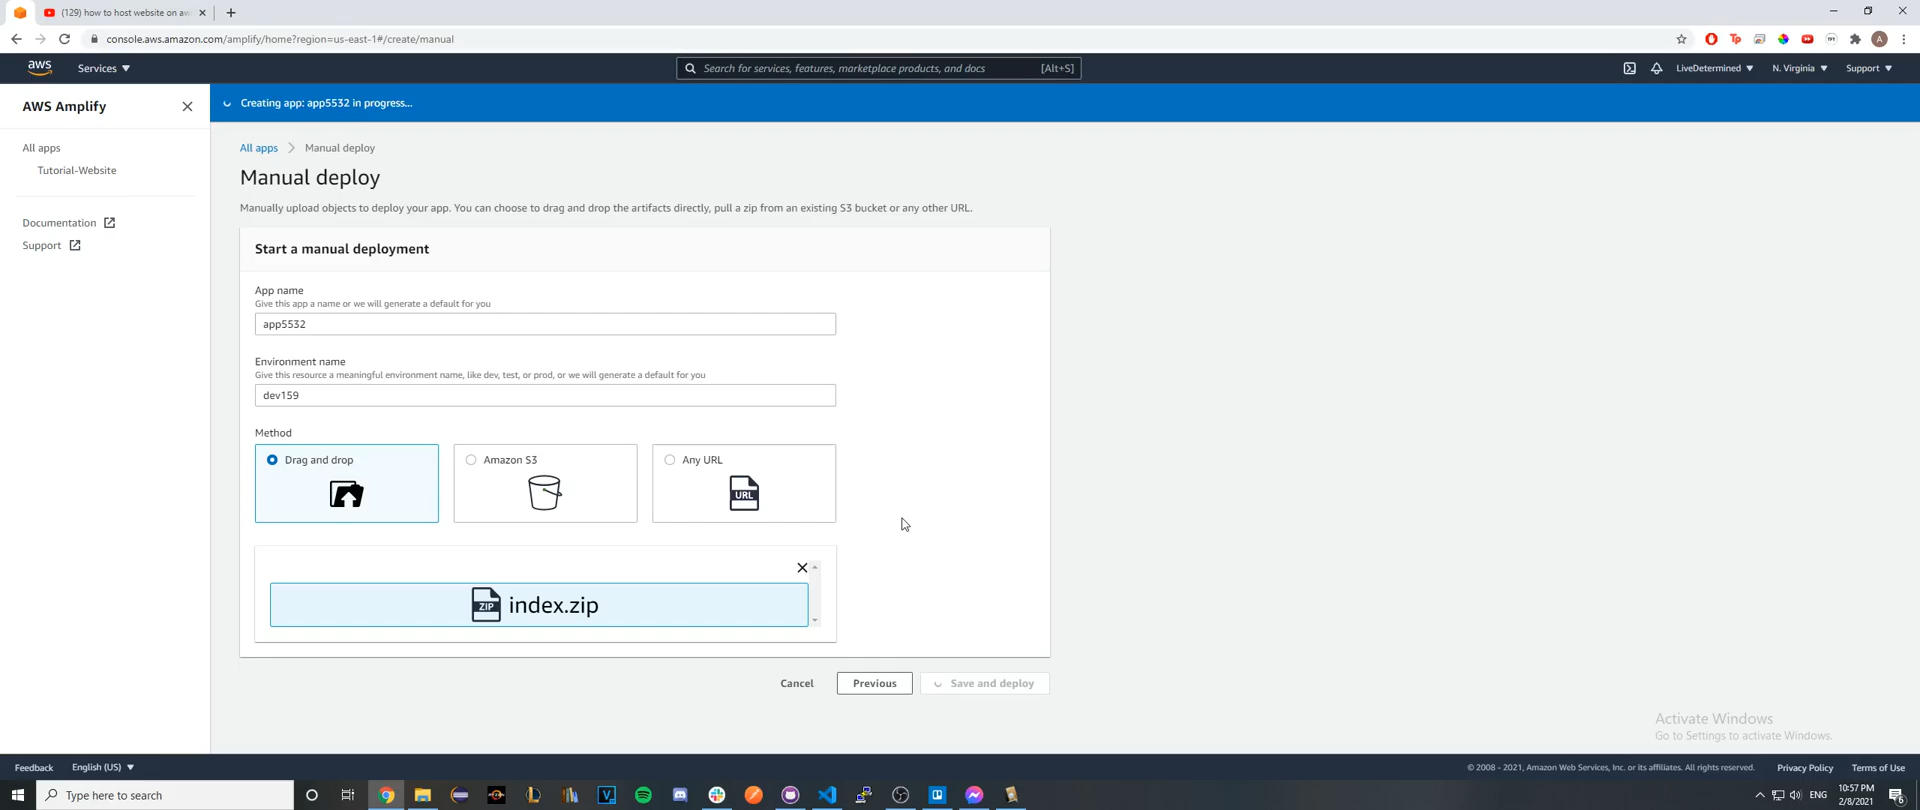 (129) how to host website on aw
console.aws.amazon.com/amplify/home?region=us-east-1#/create/manual
aws
Services
Search for services, features, marketplace products, and docs
[Alt+S]
LiveDetermined
N. Virginia
Support
AWS Amplify
All apps
Tutorial-Website
Documentation
Support
Creating app: app5532 in progress...
All apps
Manual deploy
Manual deploy
Manually upload objects to deploy your app. You can choose to drag and drop the artifacts directly, pull a zip from an existing S3 bucket or any other URL.
Start a manual deployment
App name
Give this app a name or we will generate a default for you
app5532
Environment name
Give this resource a meaningful environment name, like dev, test, or prod, or we will generate a default for you
dev159
Method
Drag and drop
Amazon S3
Any URL
URL
ZIP
index.zip
Cancel
Previous
Save and deploy
Activate Windows
Go to Settings to activate Windows.
Feedback
English (US)
© 2008 - 2021, Amazon Web Services, Inc. or its affiliates. All rights reserved.
Privacy Policy
Terms of Use
Type here to search
ENG
10:57 PM
2/8/2021